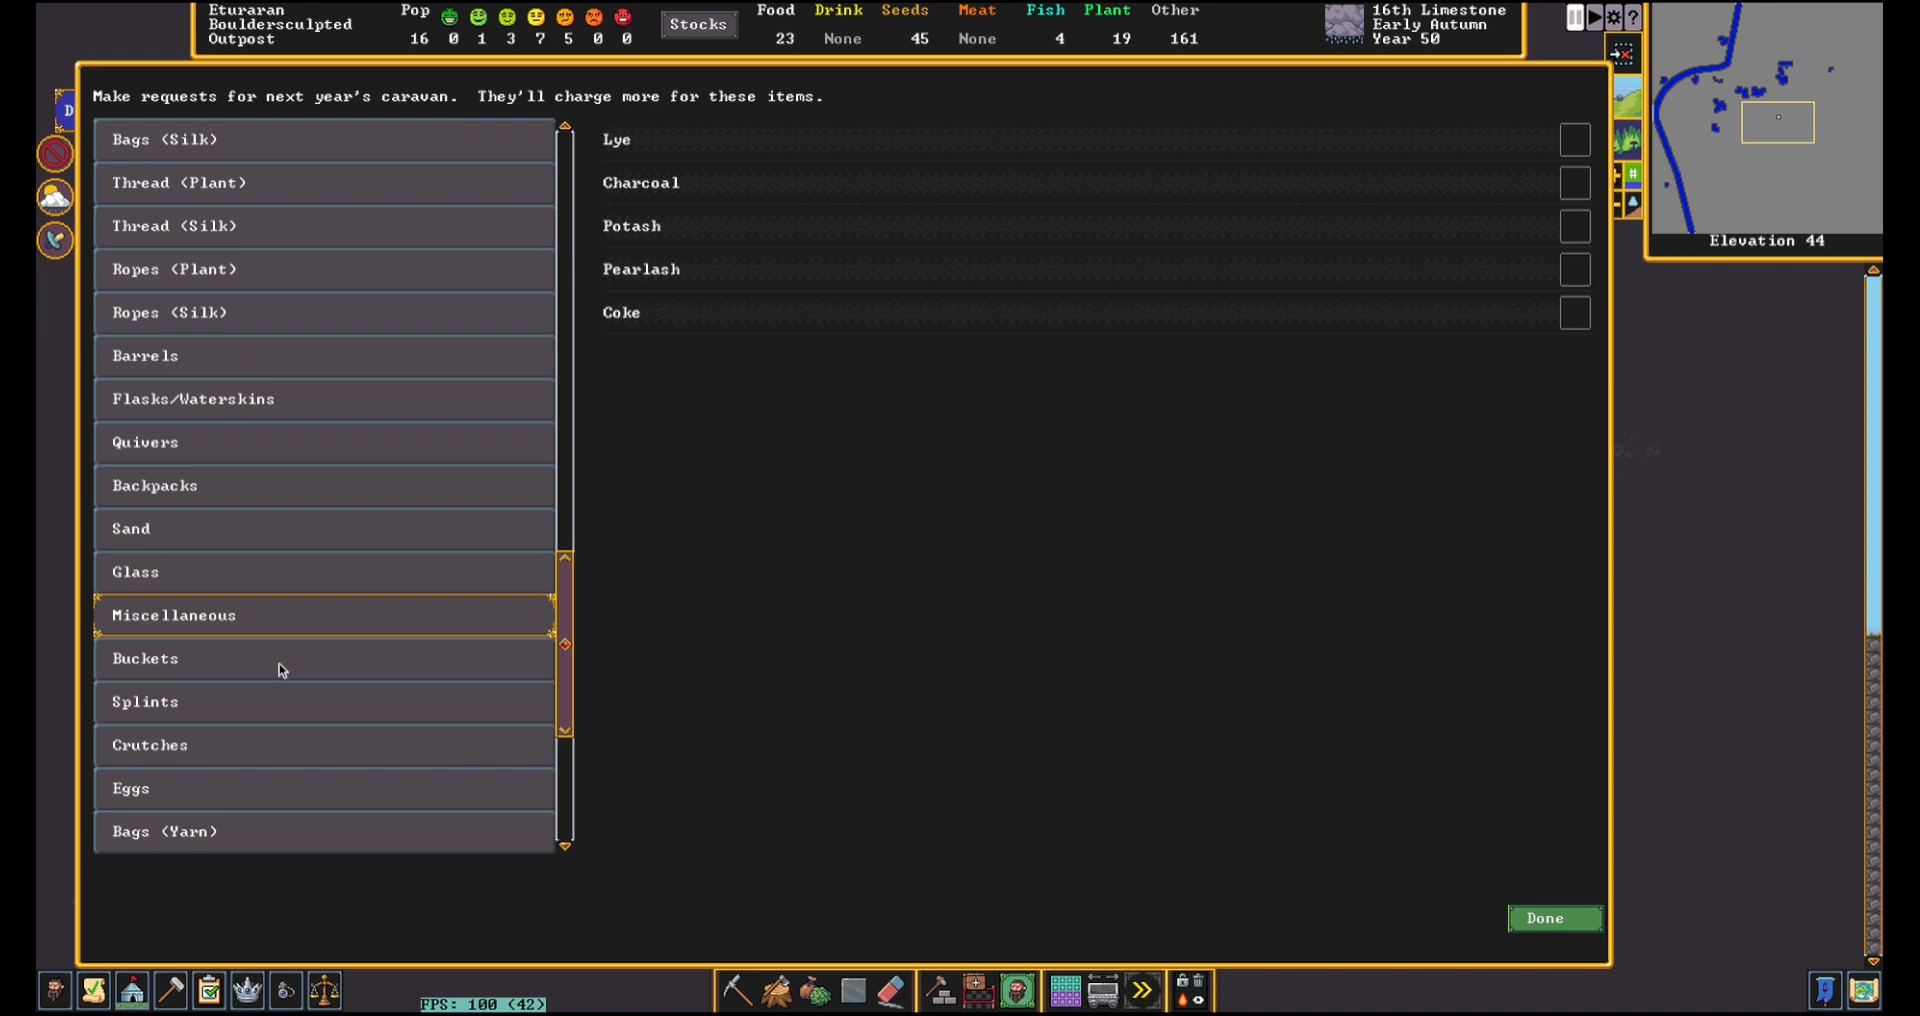 Eturaran
Bouldersculpted
Outpost
Pop
16 0 1 3 7 5 0 0
Stocks
Food Drink Seeds Meat Fish Plant Other
23 None 45 None 4 19 161
16th Limestone
Early Autumn
Year 50
?
D
Make requests for next year's caravan. They'll charge more for these items.
Bags (Silk)
Thread (Plant)
Thread (Silk)
Ropes (Plant)
Ropes (Silk)
Barrels
Flasks/Waterskins
Quivers
Backpacks
Sand
Glass
Miscellaneous
Buckets
Splints
Crutches
Eggs
Bags (Yarn)
Lye
Charcoal
Potash
Pearlash
Coke
Done
#
Elevation 44
FPS: 100 (42)